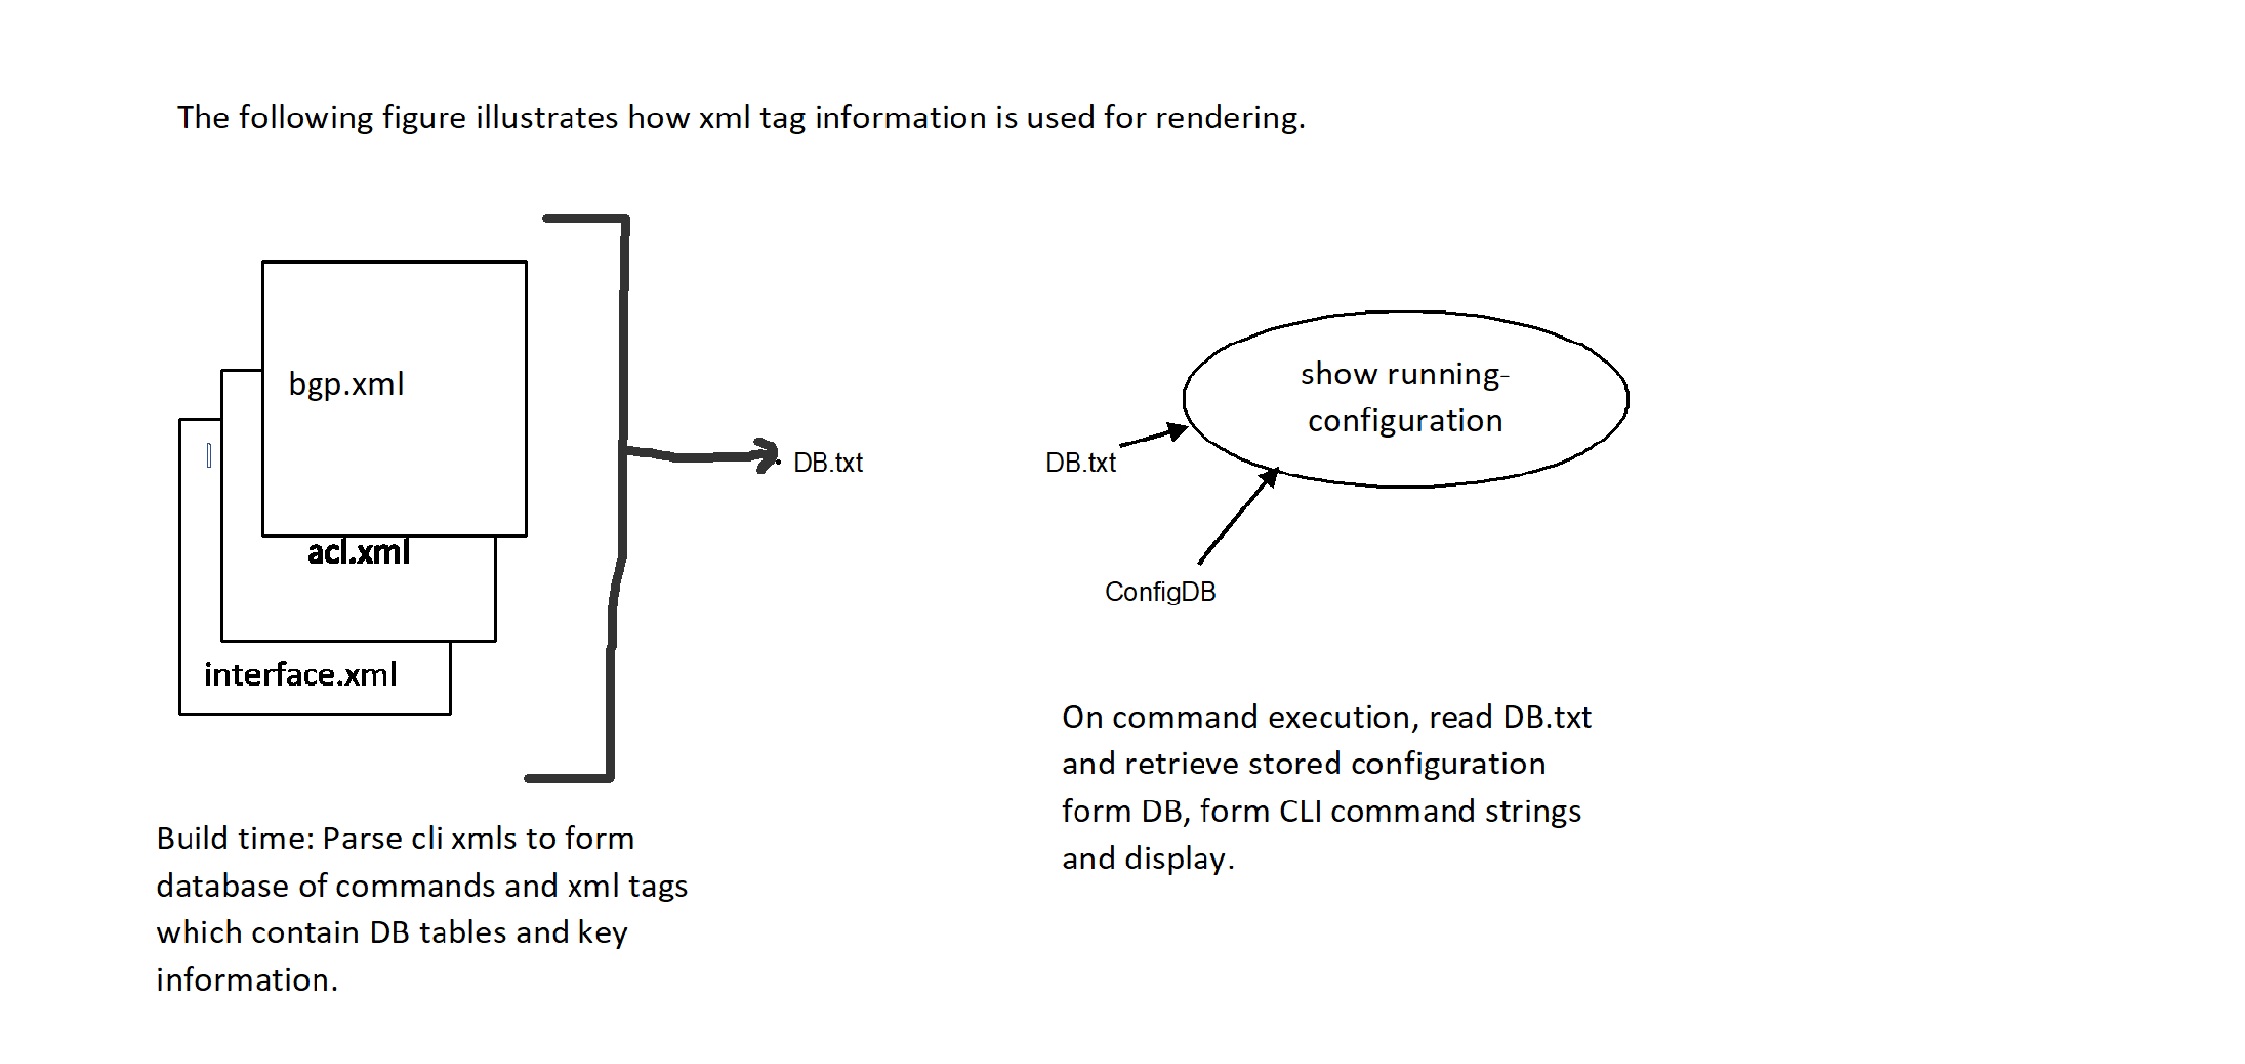 The following figure illustrates how xml tag information is used for rendering.
bgp.xml
acl.xml
interface.xml
DB.txt
Build time: Parse cli xmls to form
database of commands and xml tags
which contain DB tables and key
information.
show running-
configuration
DB.txt
ConfigDB
On command execution, read DB.txt
and retrieve stored configuration
form DB, form CLI command strings
and display.